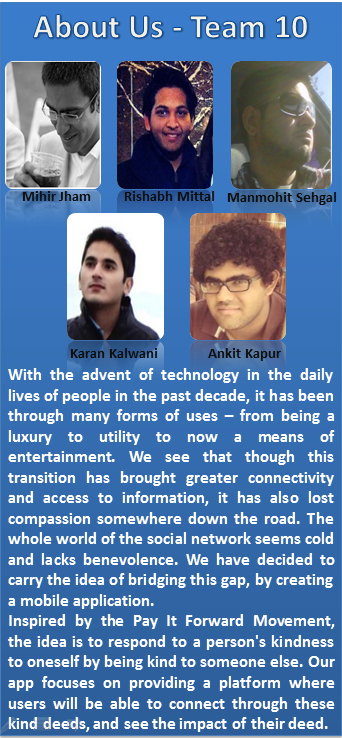 About Us - Team 10
Mihir Jham
Rishabh Mittal
Manmohit Sehgal
Karan Kalwani
Ankit Kapur
With the advent of technology in the daily
lives of people in the past decade, it has been
through many forms of uses – from being a
luxury to utility to now a means of
entertainment. We see that though this
transition has brought greater connectivity
and access to information, it has also lost
compassion somewhere down the road. The
whole world of the social network seems cold
and lacks benevolence. We have decided to
carry the idea of bridging this gap, by creating
a mobile application.
Inspired by the Pay It Forward Movement,
the idea is to respond to a person's kindness
to oneself by being kind to someone else. Our
app focuses on providing a platform where
users will be able to connect through these
kind deeds, and see the impact of their deed.